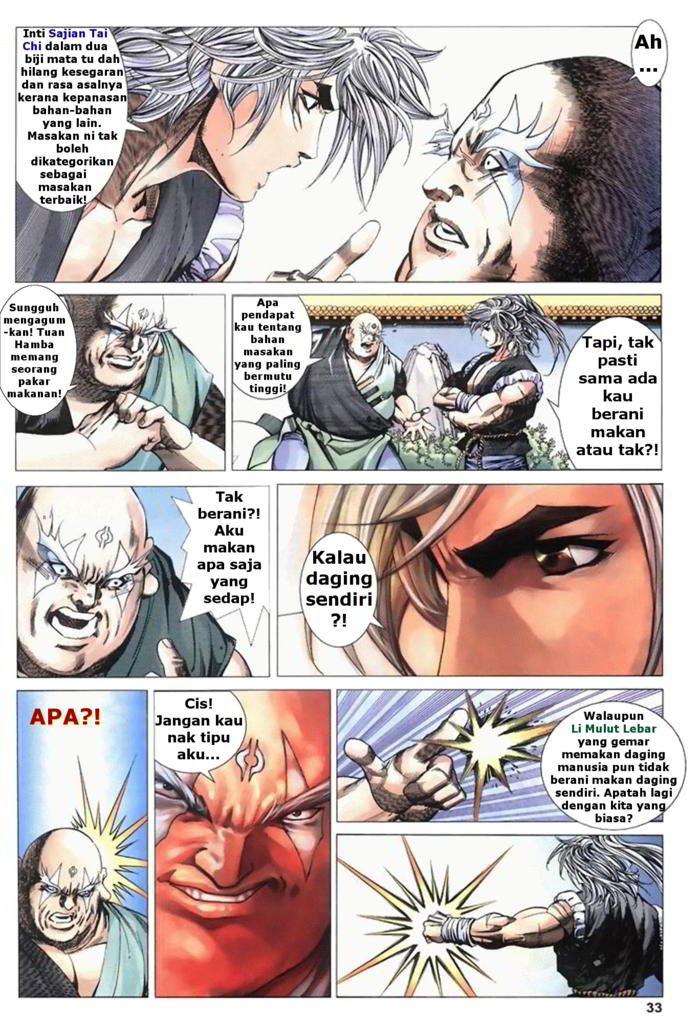 Inti Sajian Tai
Chi dalam dua
biji mata tu dah
hilang kesegaran
dan rasa asalnya
kerana kepanasan
bahan-bahan
yang lain.
Masakan ni tak
boleh
dikategorikan
sebagai
masakan
terbaik!
Ah
...
Sungguh
mengagum
-kan! Tuan
Hamba
memang
seorang
pakar
makanan!
Apa
pendapat
kau tentang
bahan
masakan
yang paling
bermutu
tinggi!
Tapi, tak
pasti
sama ada
kau
berani
makan
atau tak?!
Tak
berani?!
Aku
makan
apa saja
yang
sedap!
Kalau
daging
sendiri
?!
APA?!
Cis!
Jangan kau
nak tipu
aku...
Walaupun
Li Mulut Lebar
yang gemar
memakan daging
manusia pun tidak
berani makan daging
sendiri. Apatah lagi
dengan kita yang
biasa?
33